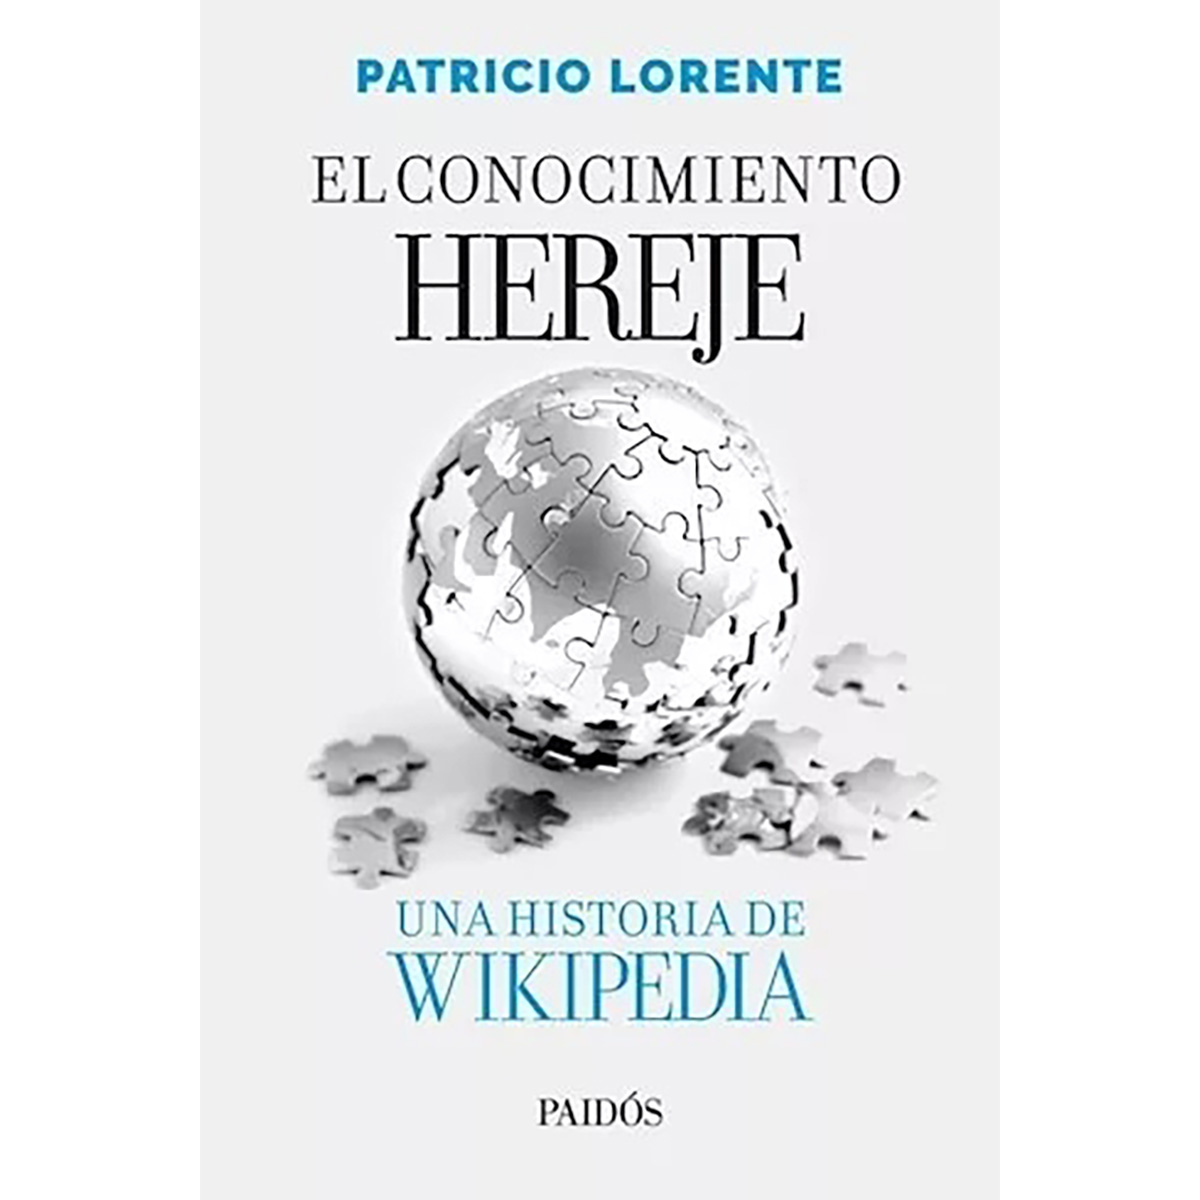 PATRICIO LORENTE
EL CONOCIMIENTO
HEREJE
UNA HISTORIA DE
WIKIPEDIA
PAIDÓS